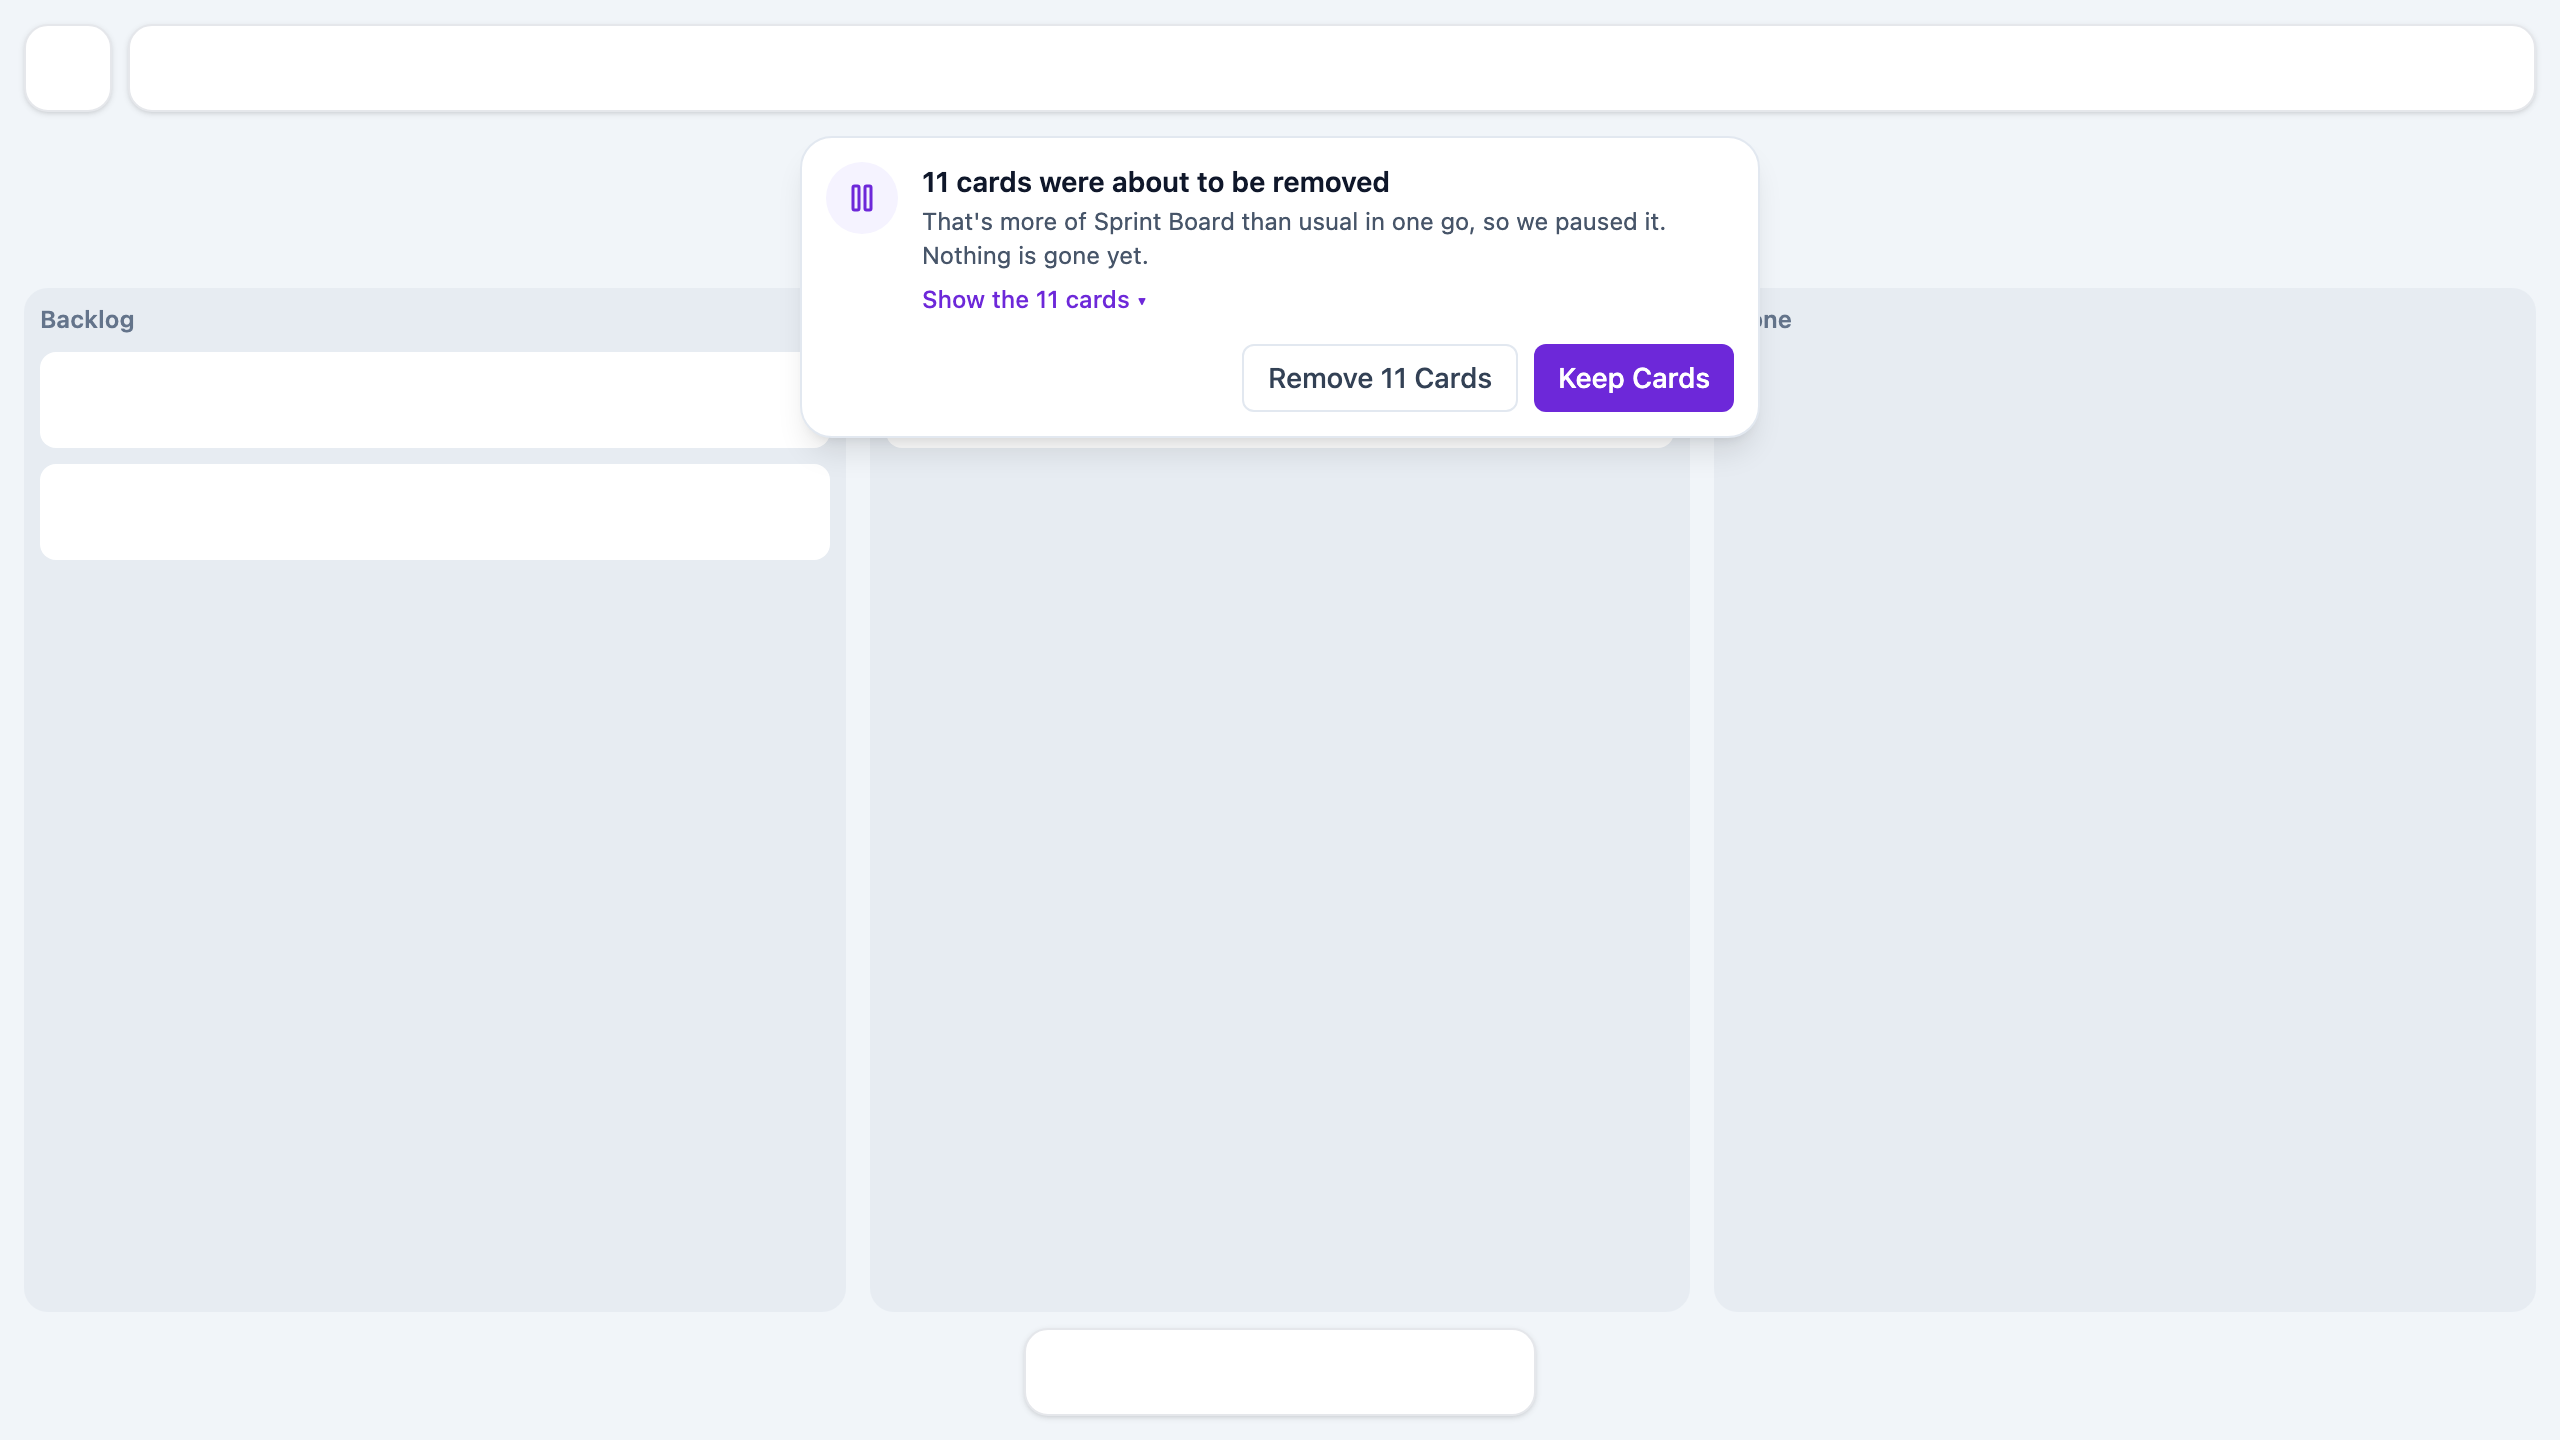 11 cards were about to be removed
That's more of Sprint Board than usual in one go, so we paused it.
Nothing is gone yet.
Show the 11 cards ▾
Remove 11 Cards
Keep Cards
Backlog